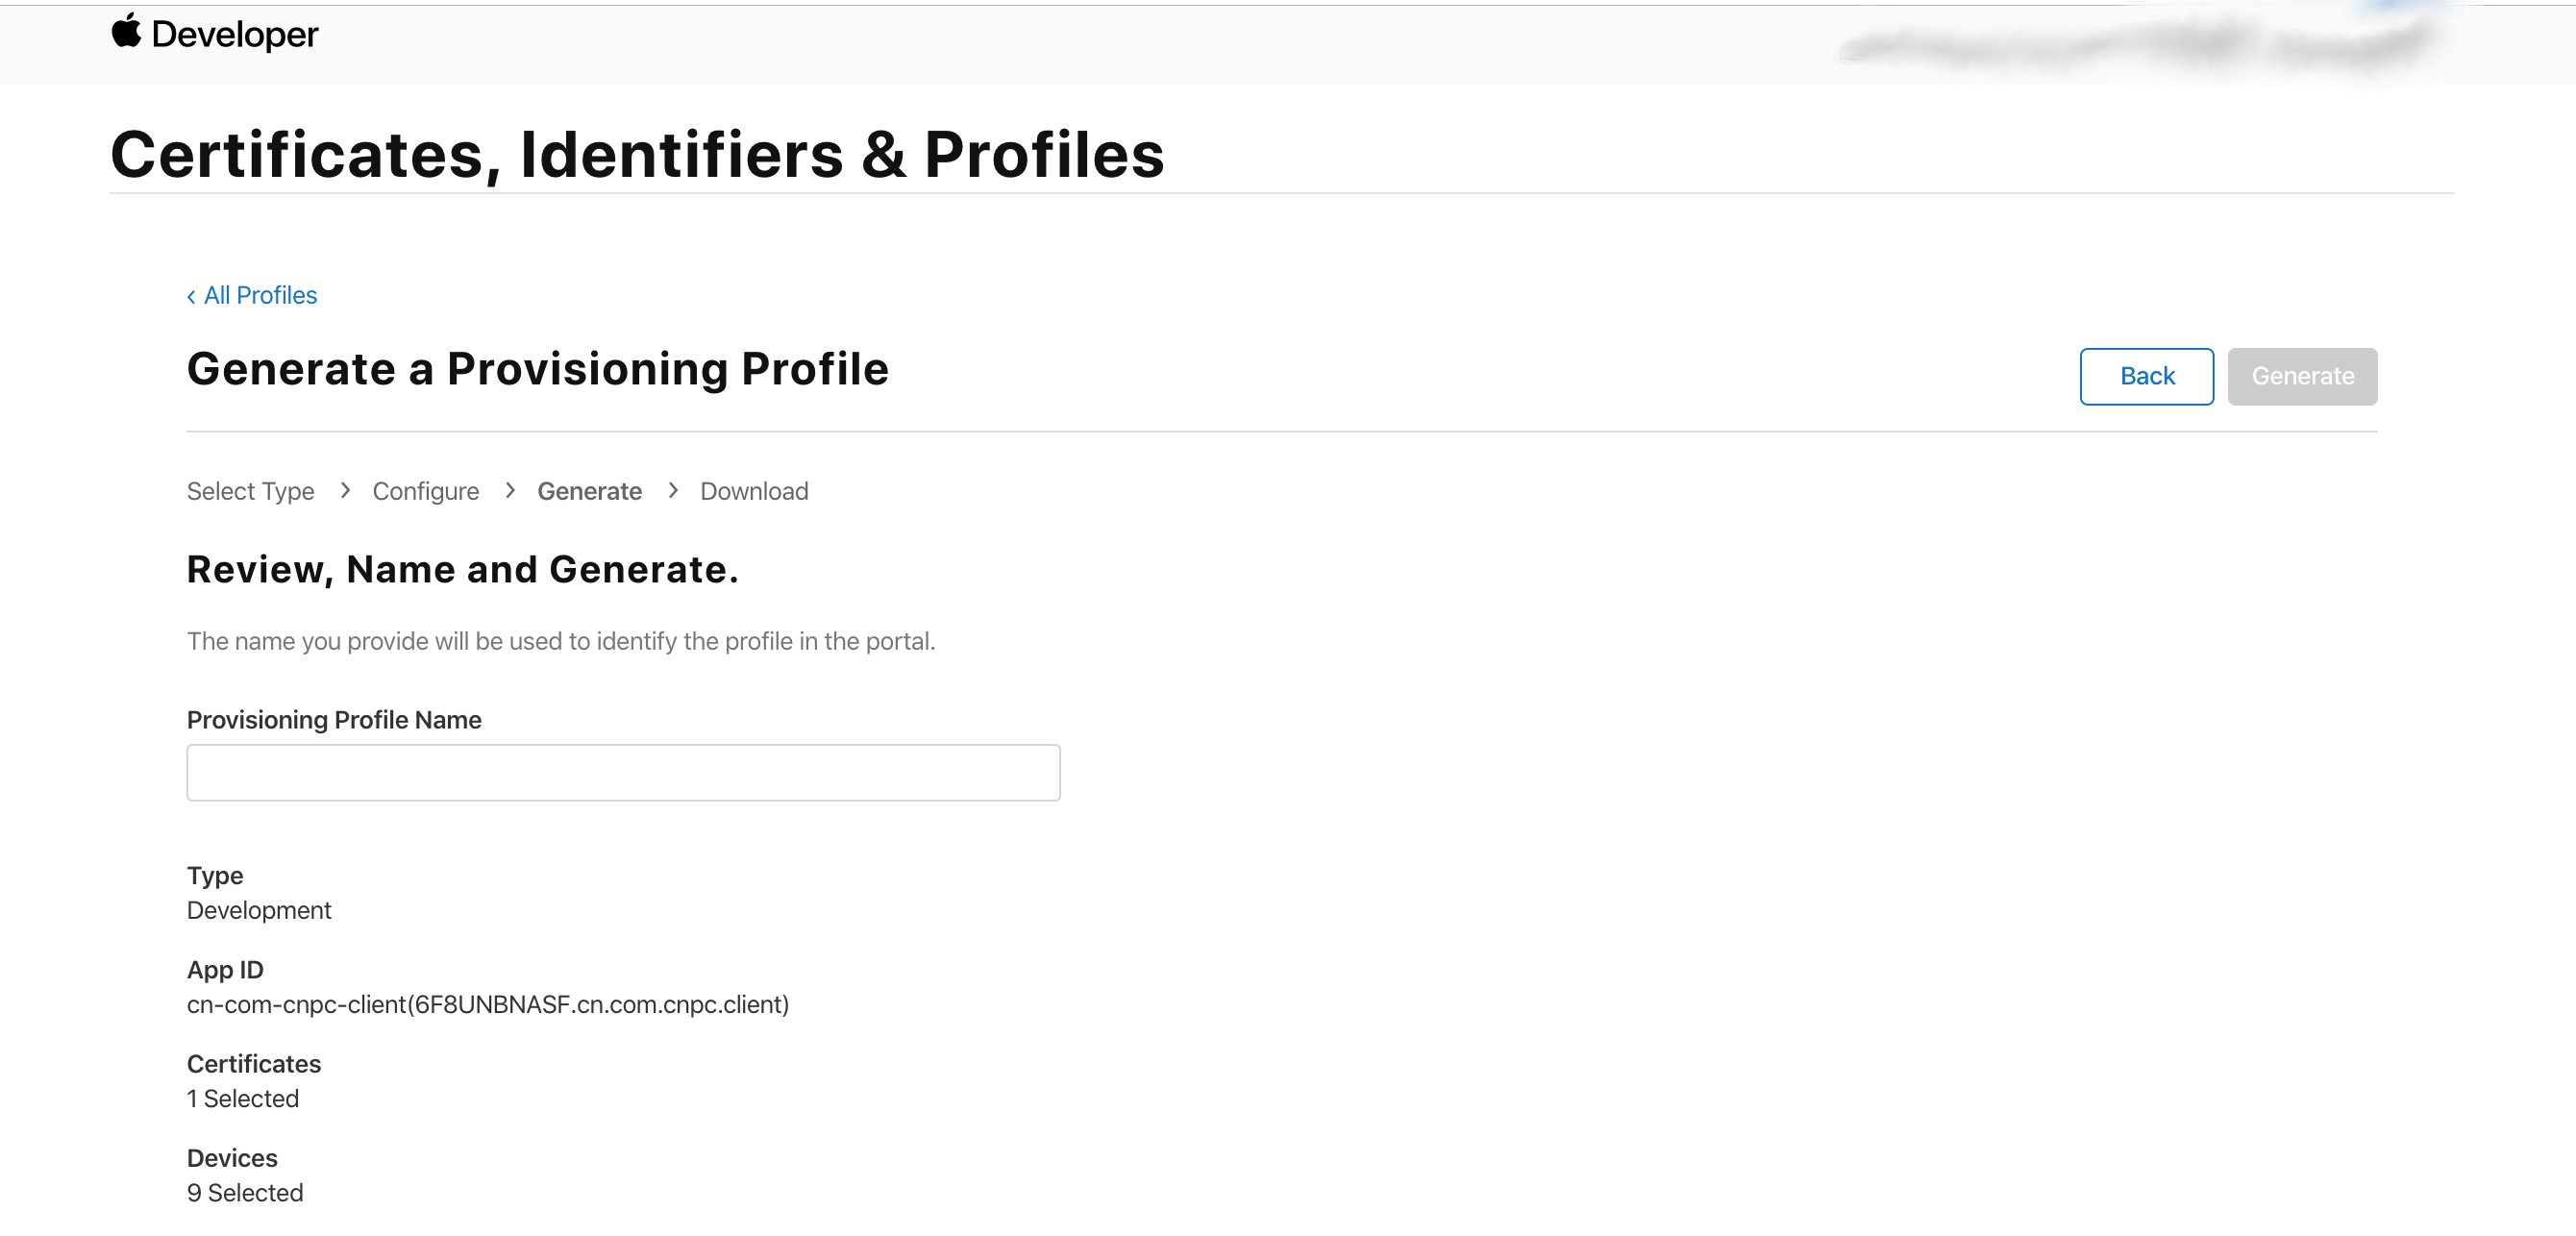 Developer
Certificates, Identifiers & Profiles
‹ All Profiles
Generate a Provisioning Profile
Back
Generate
Select Type > Configure > Generate > Download
Review, Name and Generate.
The name you provide will be used to identify the profile in the portal.
Provisioning Profile Name
Type
Development
App ID
cn-com-cnpc-client(6F8UNBNASF.cn.com.cnpc.client)
Certificates
1 Selected
Devices
9 Selected